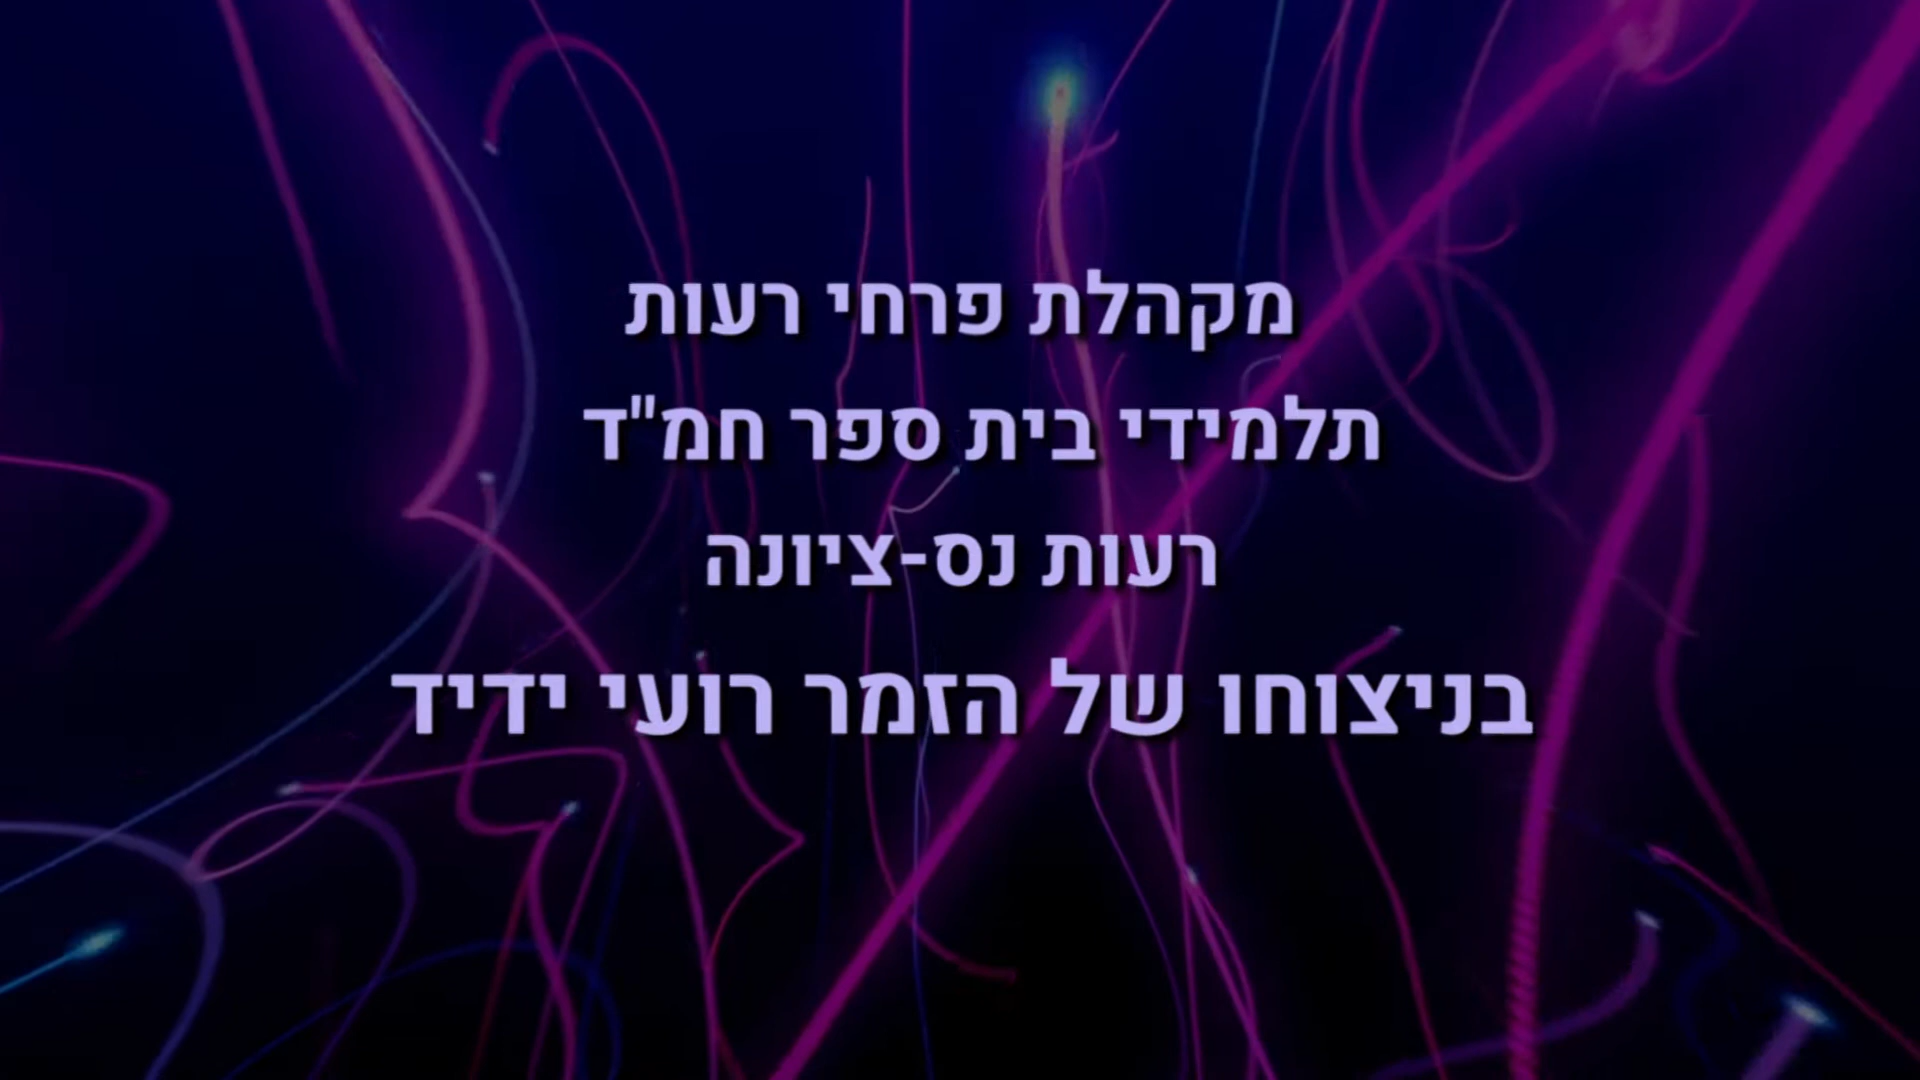 מקהלת פרחי רעות
תלמידי בית ספר חמ"ד
רעות נס-ציונה
בניצוחו של הזמר רועי ידיד